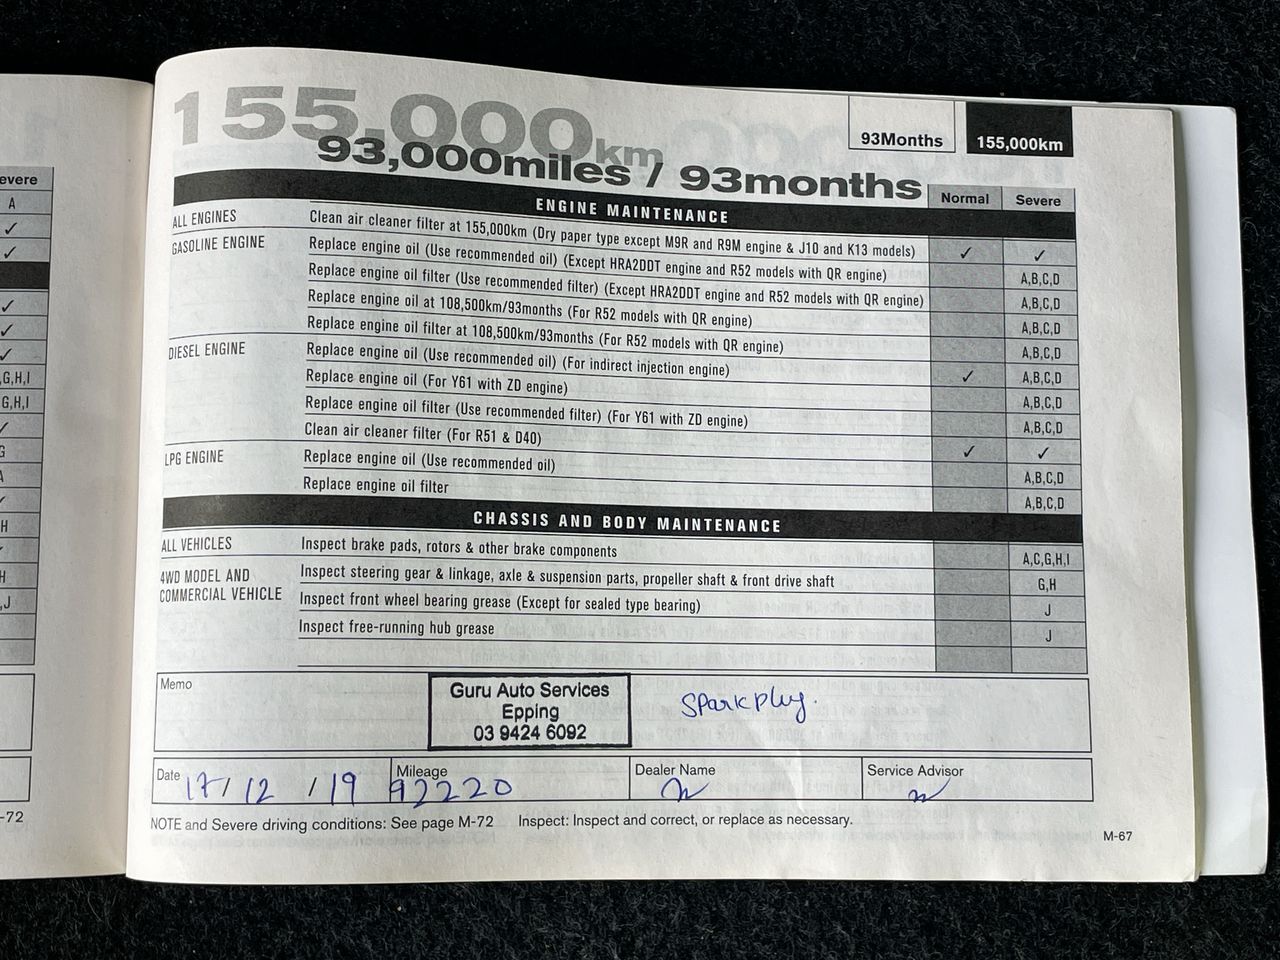 155,000km
93,000miles / 93months
93Months
155,000km
Normal
Severe
ENGINE MAINTENANCE
ALL ENGINES Clean air cleaner filter at 155,000km (Dry paper type except M9R and R9M engine & J10 and K13 models) ✓ ✓
GASOLINE ENGINE Replace engine oil (Use recommended oil) (Except HRA2DDT engine and R52 models with QR engine) A,B,C,D
Replace engine oil filter (Use recommended filter) (Except HRA2DDT engine and R52 models with QR engine) A,B,C,D
Replace engine oil at 108,500km/93months (For R52 models with QR engine) A,B,C,D
Replace engine oil filter at 108,500km/93months (For R52 models with QR engine) A,B,C,D
DIESEL ENGINE Replace engine oil (Use recommended oil) (For indirect injection engine) ✓ A,B,C,D
Replace engine oil (For Y61 with ZD engine) A,B,C,D
Replace engine oil filter (Use recommended filter) (For Y61 with ZD engine) A,B,C,D
Clean air cleaner filter (For R51 & D40) ✓ ✓
LPG ENGINE Replace engine oil (Use recommended oil) A,B,C,D
Replace engine oil filter A,B,C,D
CHASSIS AND BODY MAINTENANCE
ALL VEHICLES Inspect brake pads, rotors & other brake components A,C,G,H,I
4WD MODEL AND Inspect steering gear & linkage, axle & suspension parts, propeller shaft & front drive shaft G,H
COMMERCIAL VEHICLE Inspect front wheel bearing grease (Except for sealed type bearing) J
Inspect free-running hub grease J
Memo
Guru Auto Services
Epping
03 9424 6092
Spark plug.
Date 17/12/19 Mileage 92220 Dealer Name Service Advisor
NOTE and Severe driving conditions: See page M-72 Inspect: Inspect and correct, or replace as necessary.
M-67
evere
A
✓
✓
✓
✓
✓
G,H,I
G,H,I
H
H
,J
-72